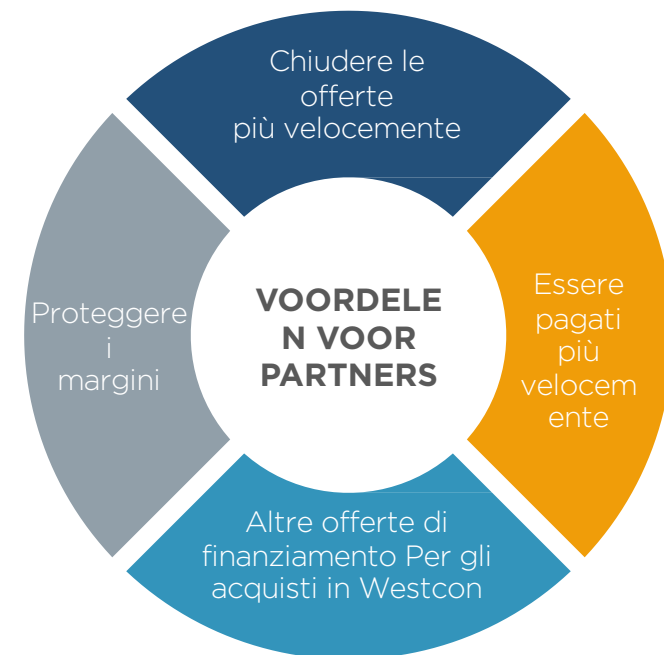 Chiudere le
offerte
più velocemente
Proteggere
i
margini
VOORDELE
N VOOR
PARTNERS
Essere
pagati
più
velocem
ente
Altre offerte di
finanziamento Per gli
acquisti in Westcon